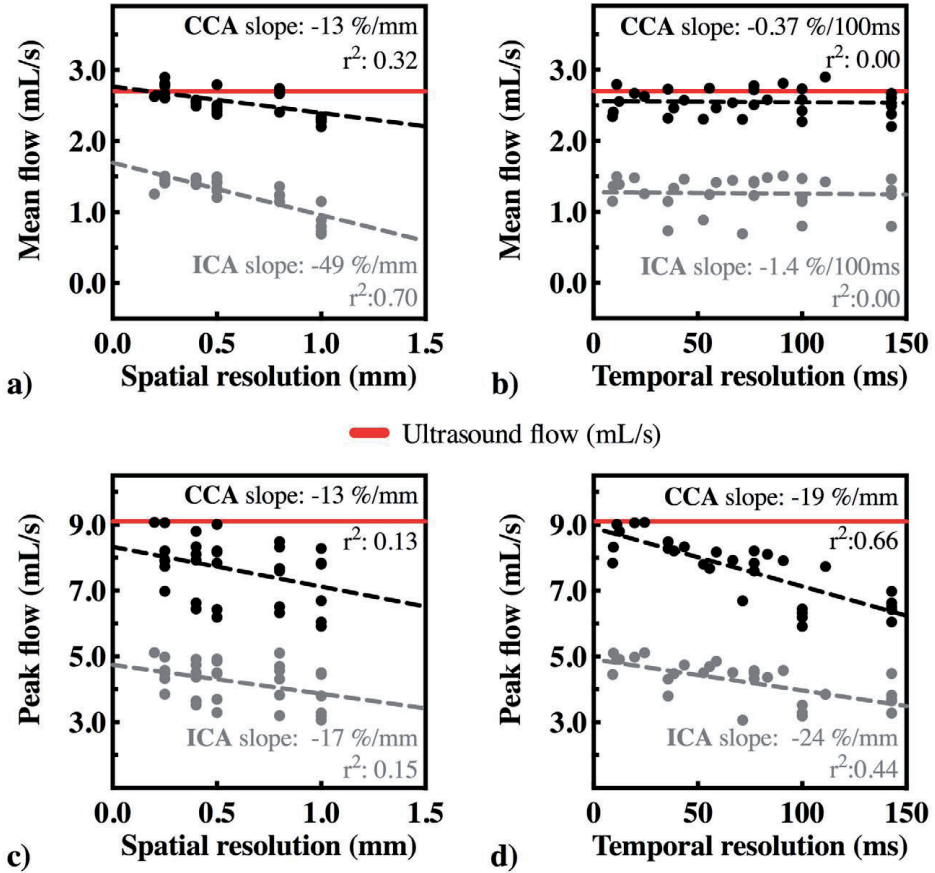 CCA slope: -13 %/mm
r²: 0.32
3.0
2.0
1.0
0.0
Mean flow (mL/s)
ICA slope: -49 %/mm
r²:0.70
0.0 0.5 1.0 1.5
Spatial resolution (mm)
a)
CCA slope: -0.37 %/100ms
r²: 0.00
3.0
2.0
1.0
0.0
Mean flow (mL/s)
ICA slope: -1.4 %/100ms
r²:0.00
0 50 100 150
Temporal resolution (ms)
b)
Ultrasound flow (mL/s)
CCA slope: -13 %/mm
r²: 0.13
9.0
7.0
5.0
3.0
Peak flow (mL/s)
ICA slope: -17 %/mm
r²: 0.15
0.0 0.5 1.0 1.5
Spatial resolution (mm)
c)
CCA slope: -19 %/mm
r²:0.66
9.0
7.0
5.0
3.0
Peak flow (mL/s)
ICA slope: -24 %/mm
r²:0.44
0 50 100 150
Temporal resolution (ms)
d)